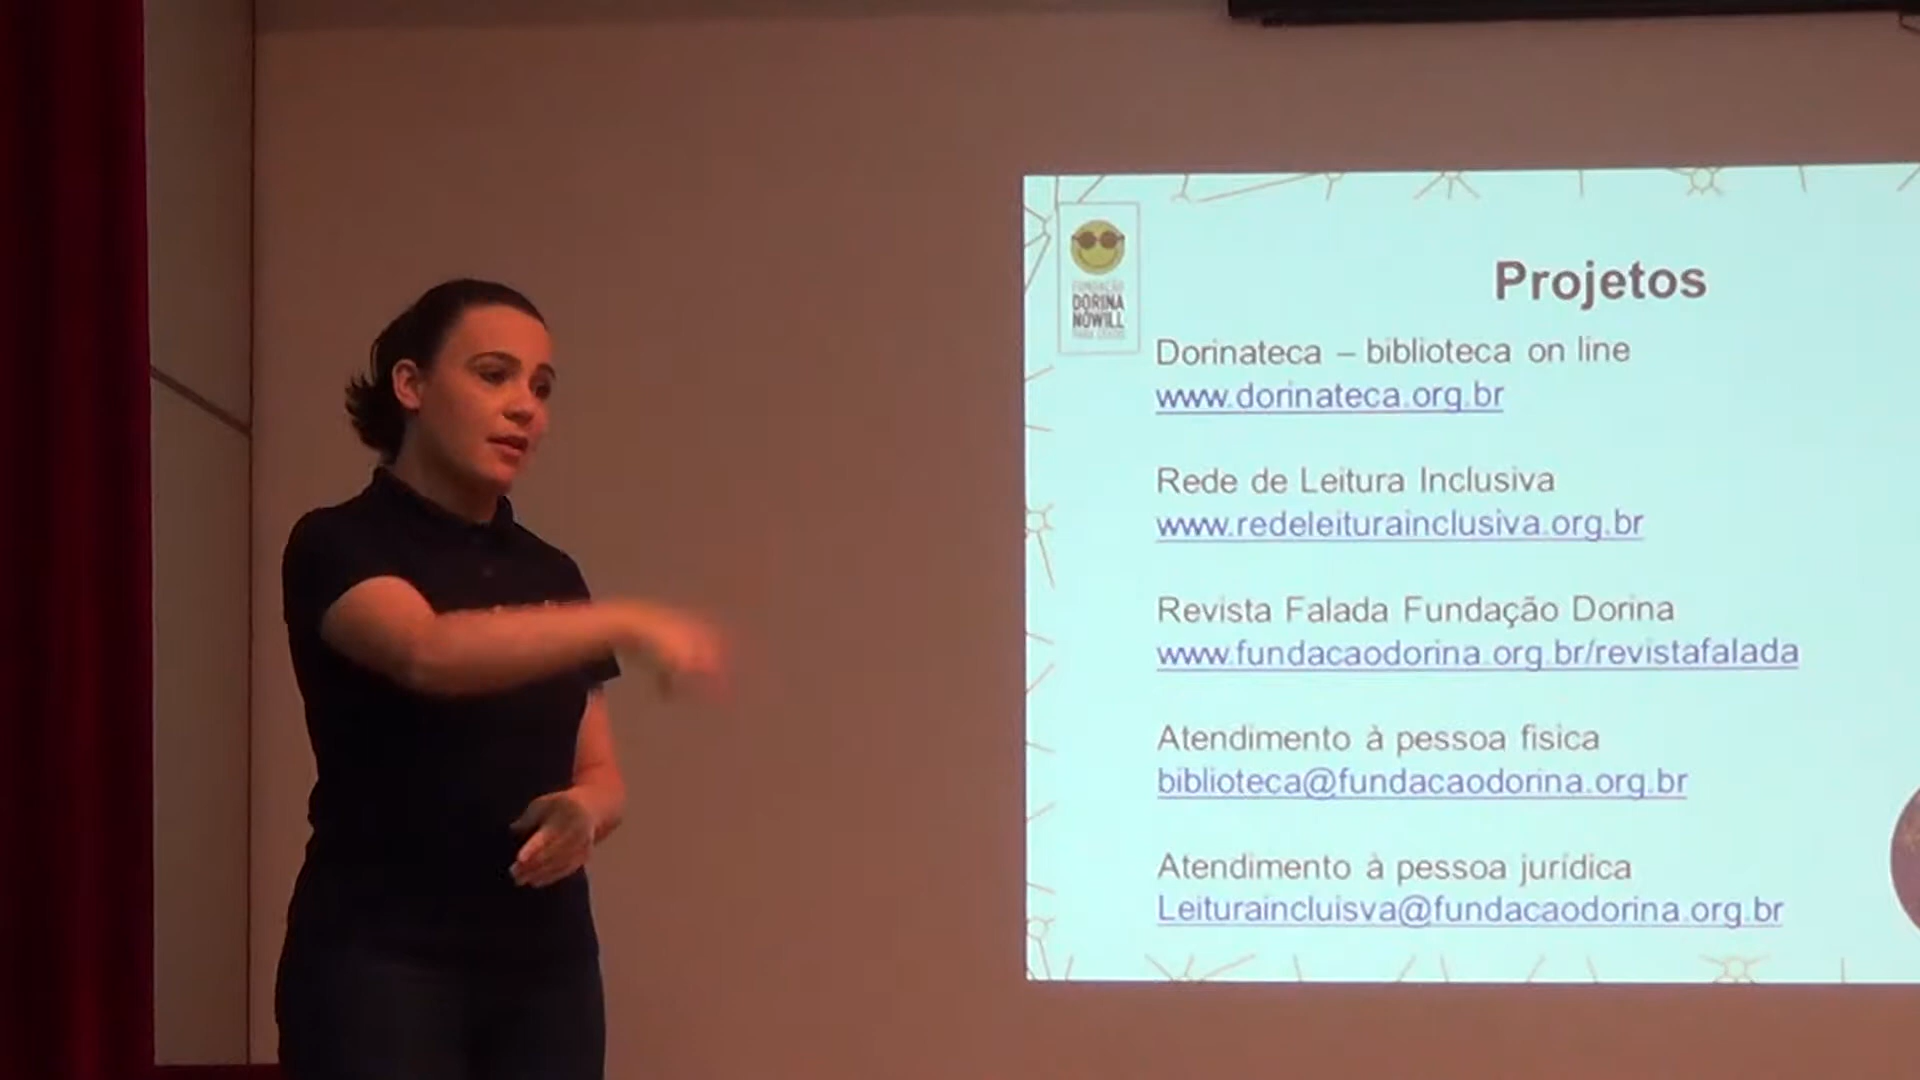 FUNDAÇÃO
DORINA
NOWILL
PARA CEGOS
Projetos
Dorinateca – biblioteca on line
www.dorinateca.org.br
Rede de Leitura Inclusiva
www.redeleiturainclusiva.org.br
Revista Falada Fundação Dorina
www.fundacaodorina.org.br/revistafalada
Atendimento à pessoa fisica
biblioteca@fundacaodorina.org.br
Atendimento à pessoa jurídica
Leituraincluisva@fundacaodorina.org.br